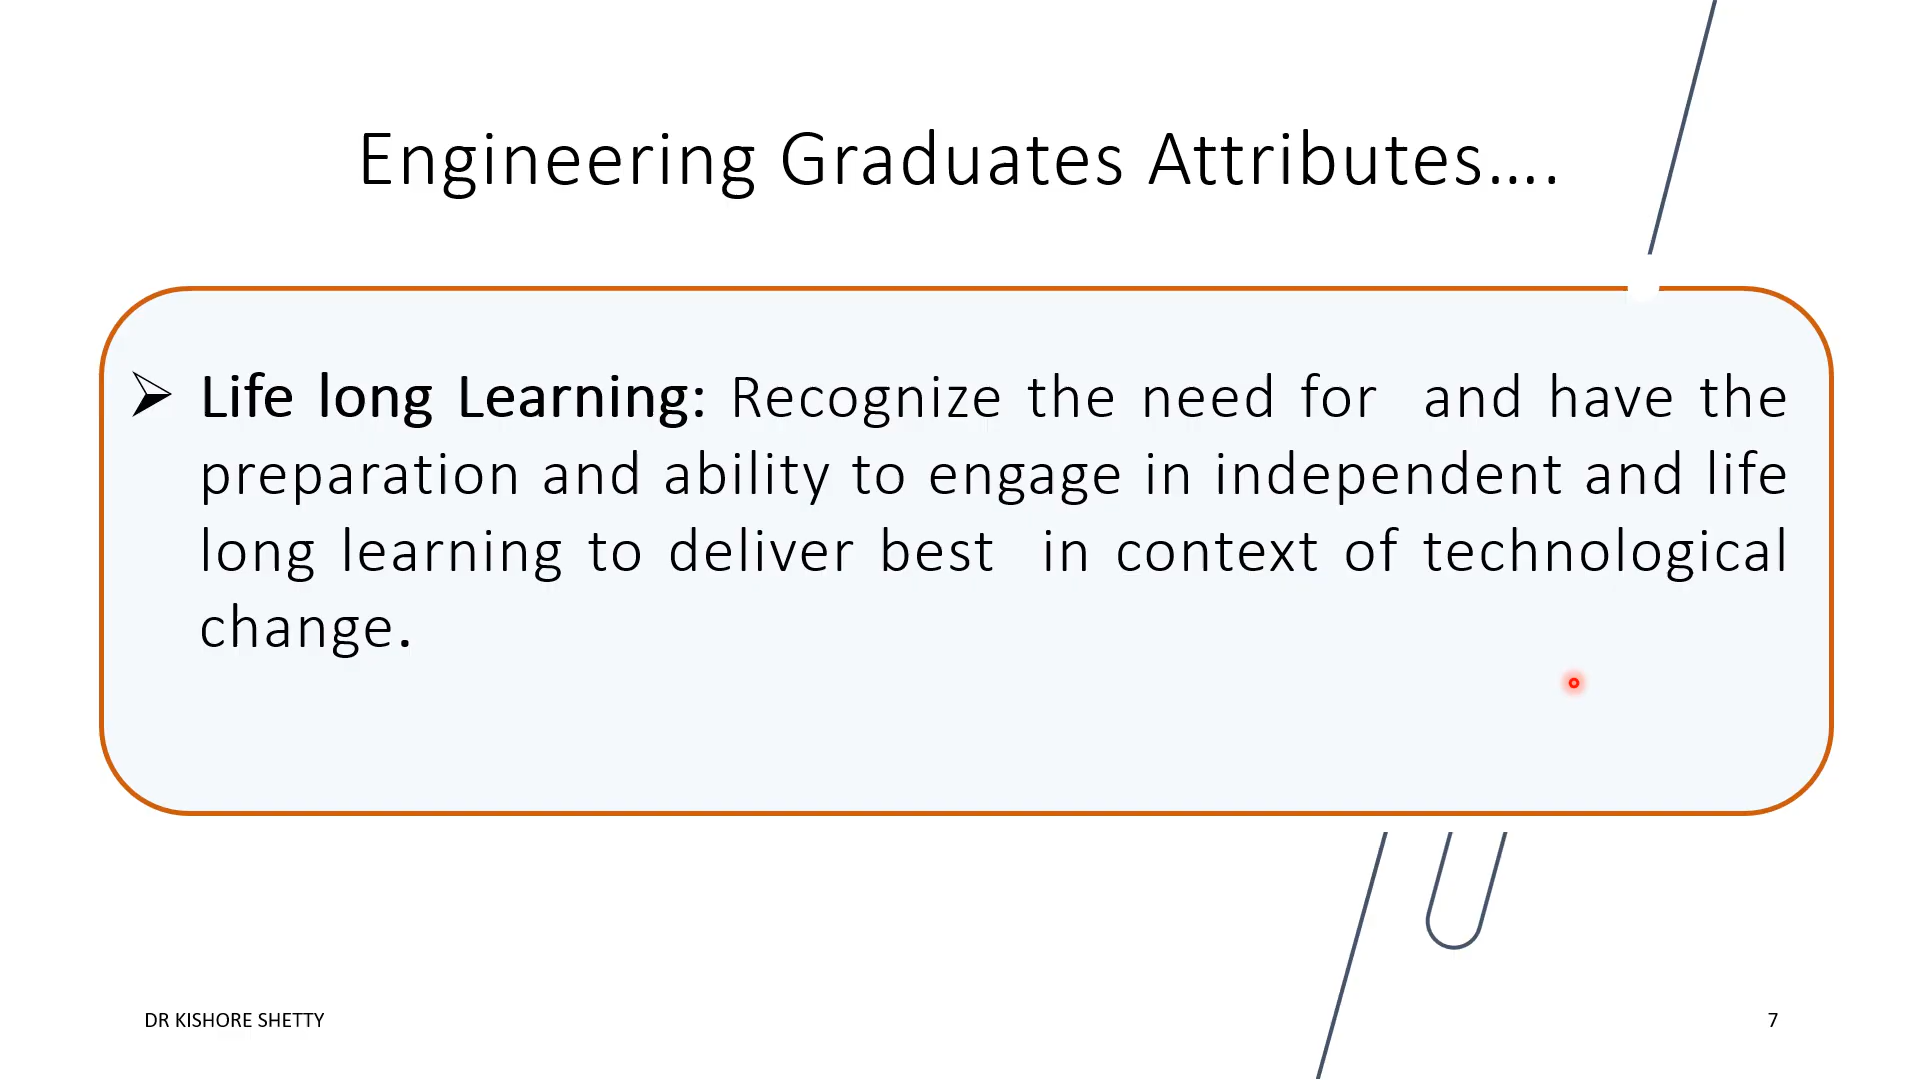 Engineering Graduates Attributes....
➢ Life long Learning: Recognize the need for and have the
preparation and ability to engage in independent and life
long learning to deliver best in context of technological
change.
DR KISHORE SHETTY
7